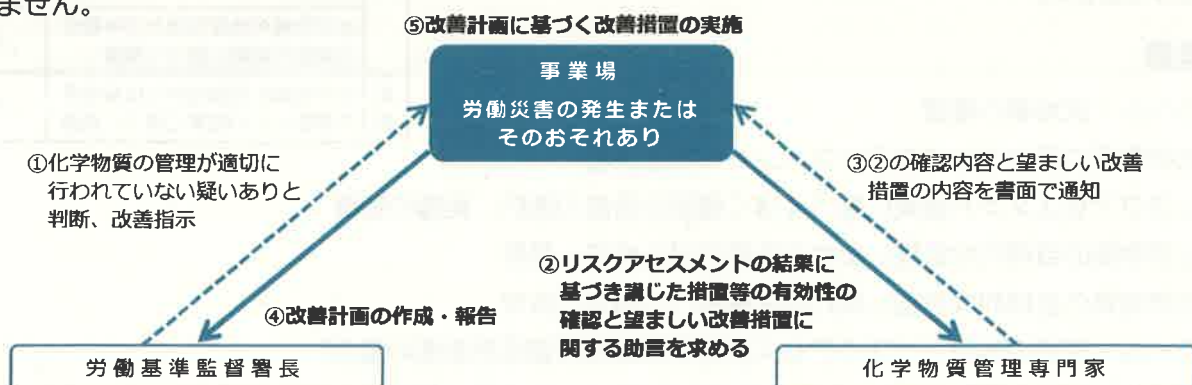 ません。
⑤改善計画に基づく改善措置の実施
事業場
労働災害の発生または
そのおそれあり
①化学物質の管理が適切に
行われていない疑いありと
判断、改善指示
③②の確認内容と望ましい改善
措置の内容を書面で通知
②リスクアセスメントの結果に
基づき講じた措置等の有効性の
確認と望ましい改善措置に
関する助言を求める
④改善計画の作成・報告
労働基準監督署長
化学物質管理専門家